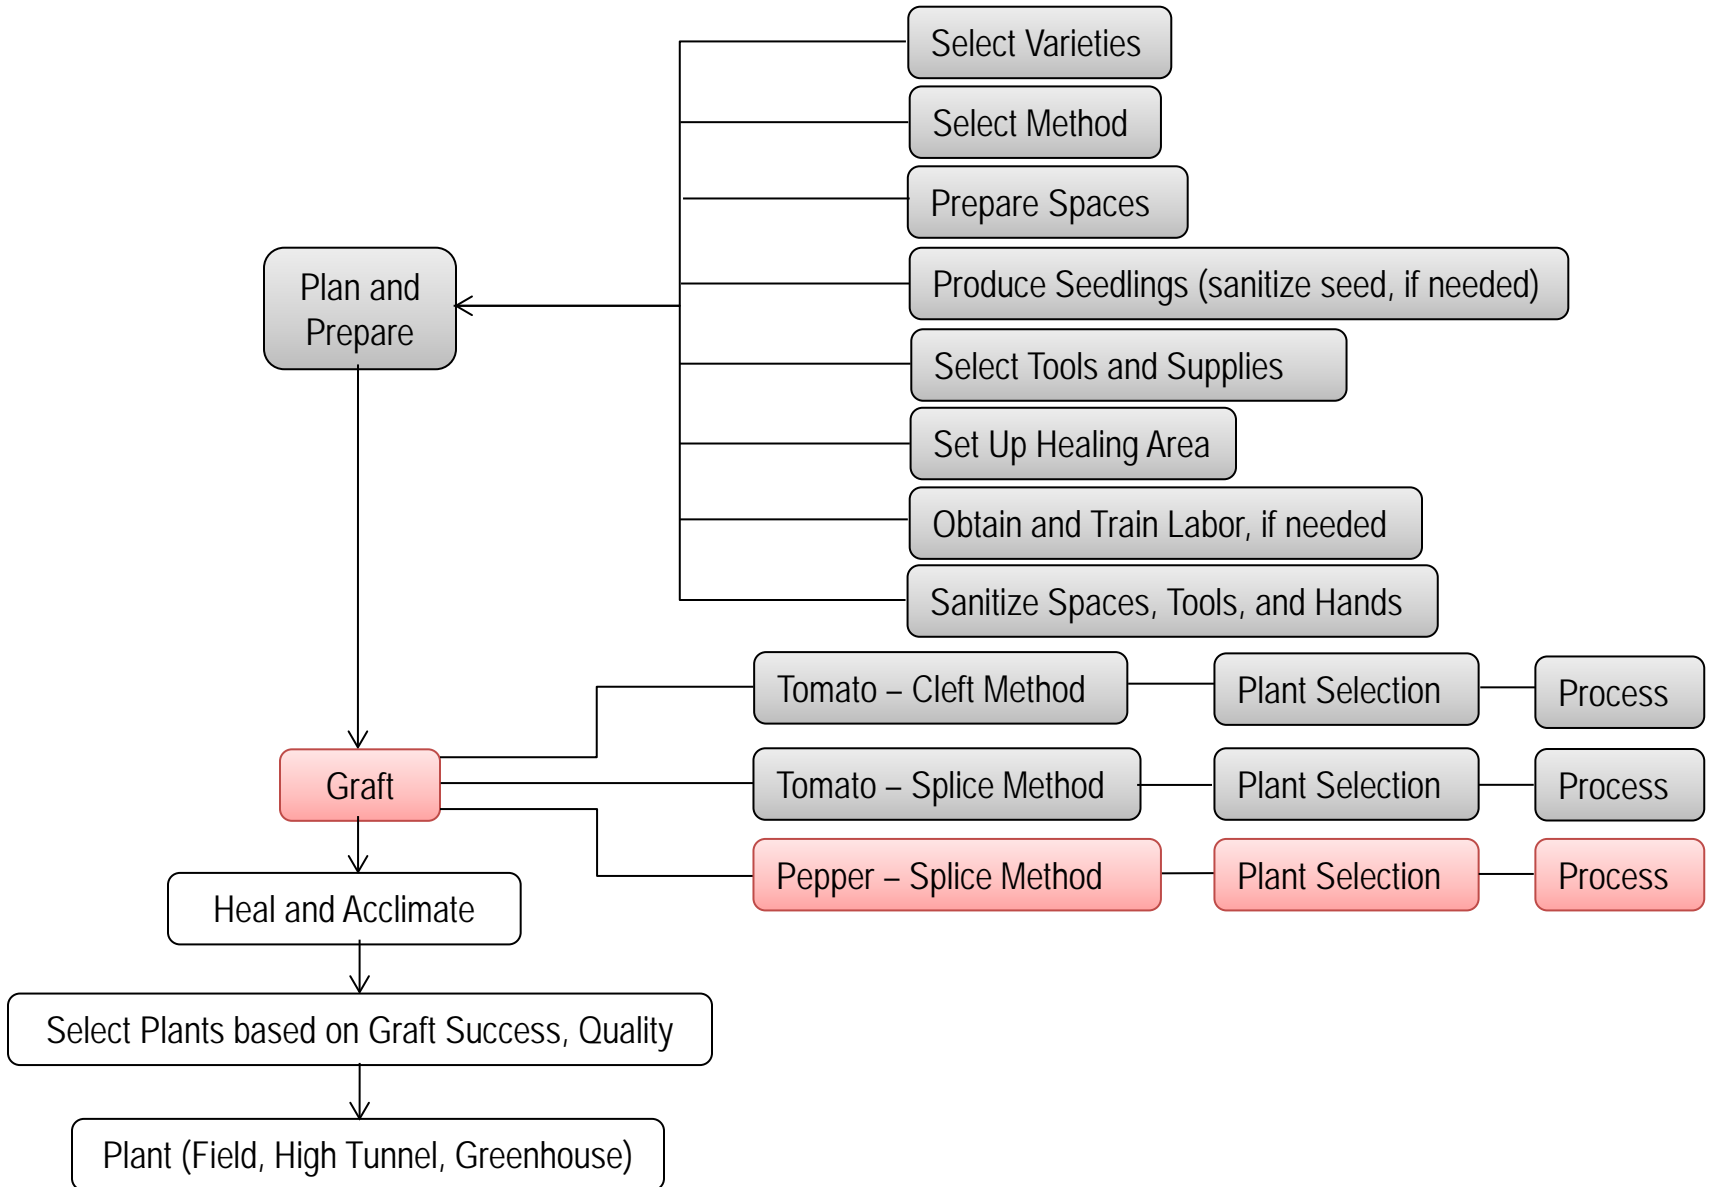 Select Varieties
Select Method
Prepare Spaces
Produce Seedlings (sanitize seed, if needed)
Select Tools and Supplies
Set Up Healing Area
Obtain and Train Labor, if needed
Sanitize Spaces, Tools, and Hands
Plan and
Prepare
Tomato – Cleft Method
Plant Selection
Process
Graft
Tomato – Splice Method
Plant Selection
Process
Pepper – Splice Method
Plant Selection
Process
Heal and Acclimate
Select Plants based on Graft Success, Quality
Plant (Field, High Tunnel, Greenhouse)